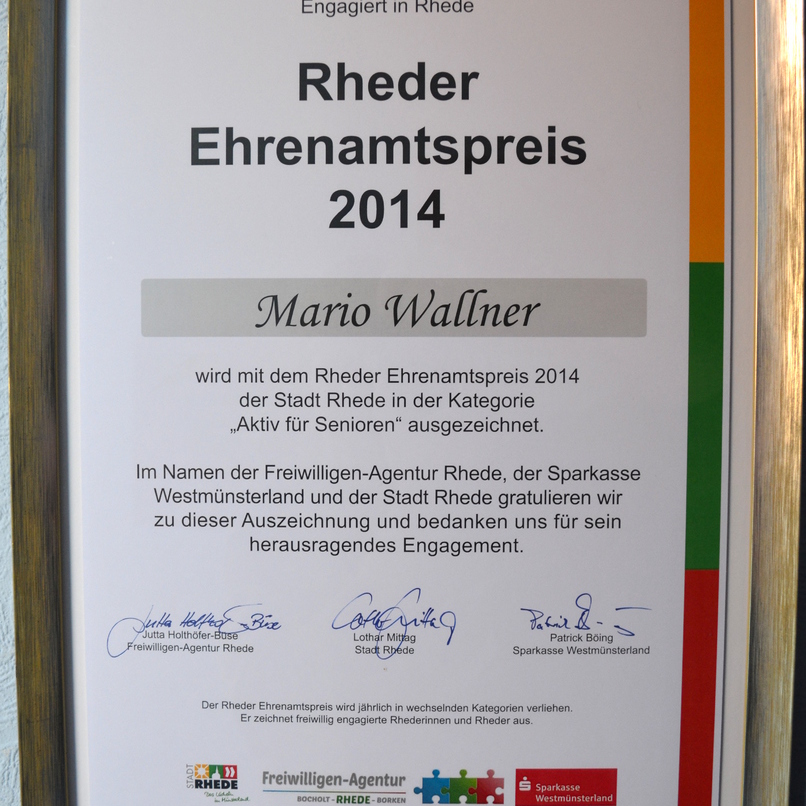 Engagiert in Rhede
Rheder
Ehrenamtspreis
2014
Mario Wallner
wird mit dem Rheder Ehrenamtspreis 2014
der Stadt Rhede in der Kategorie
„Aktiv für Senioren“ ausgezeichnet.
Im Namen der Freiwilligen-Agentur Rhede, der Sparkasse
Westmünsterland und der Stadt Rhede gratulieren wir
zu dieser Auszeichnung und bedanken uns für sein
herausragendes Engagement.
Jutta Holthöfer-Büse
Freiwilligen-Agentur Rhede
Lothar Mittag
Stadt Rhede
Patrick Böing
Sparkasse Westmünsterland
Der Rheder Ehrenamtspreis wird jährlich in wechselnden Kategorien verliehen.
Er zeichnet freiwillig engagierte Rhederinnen und Rheder aus.
STADT
RHEDE
Freiwilligen-Agentur
BOCHOLT - RHEDE - BORKEN
Sparkasse
Westmünsterland